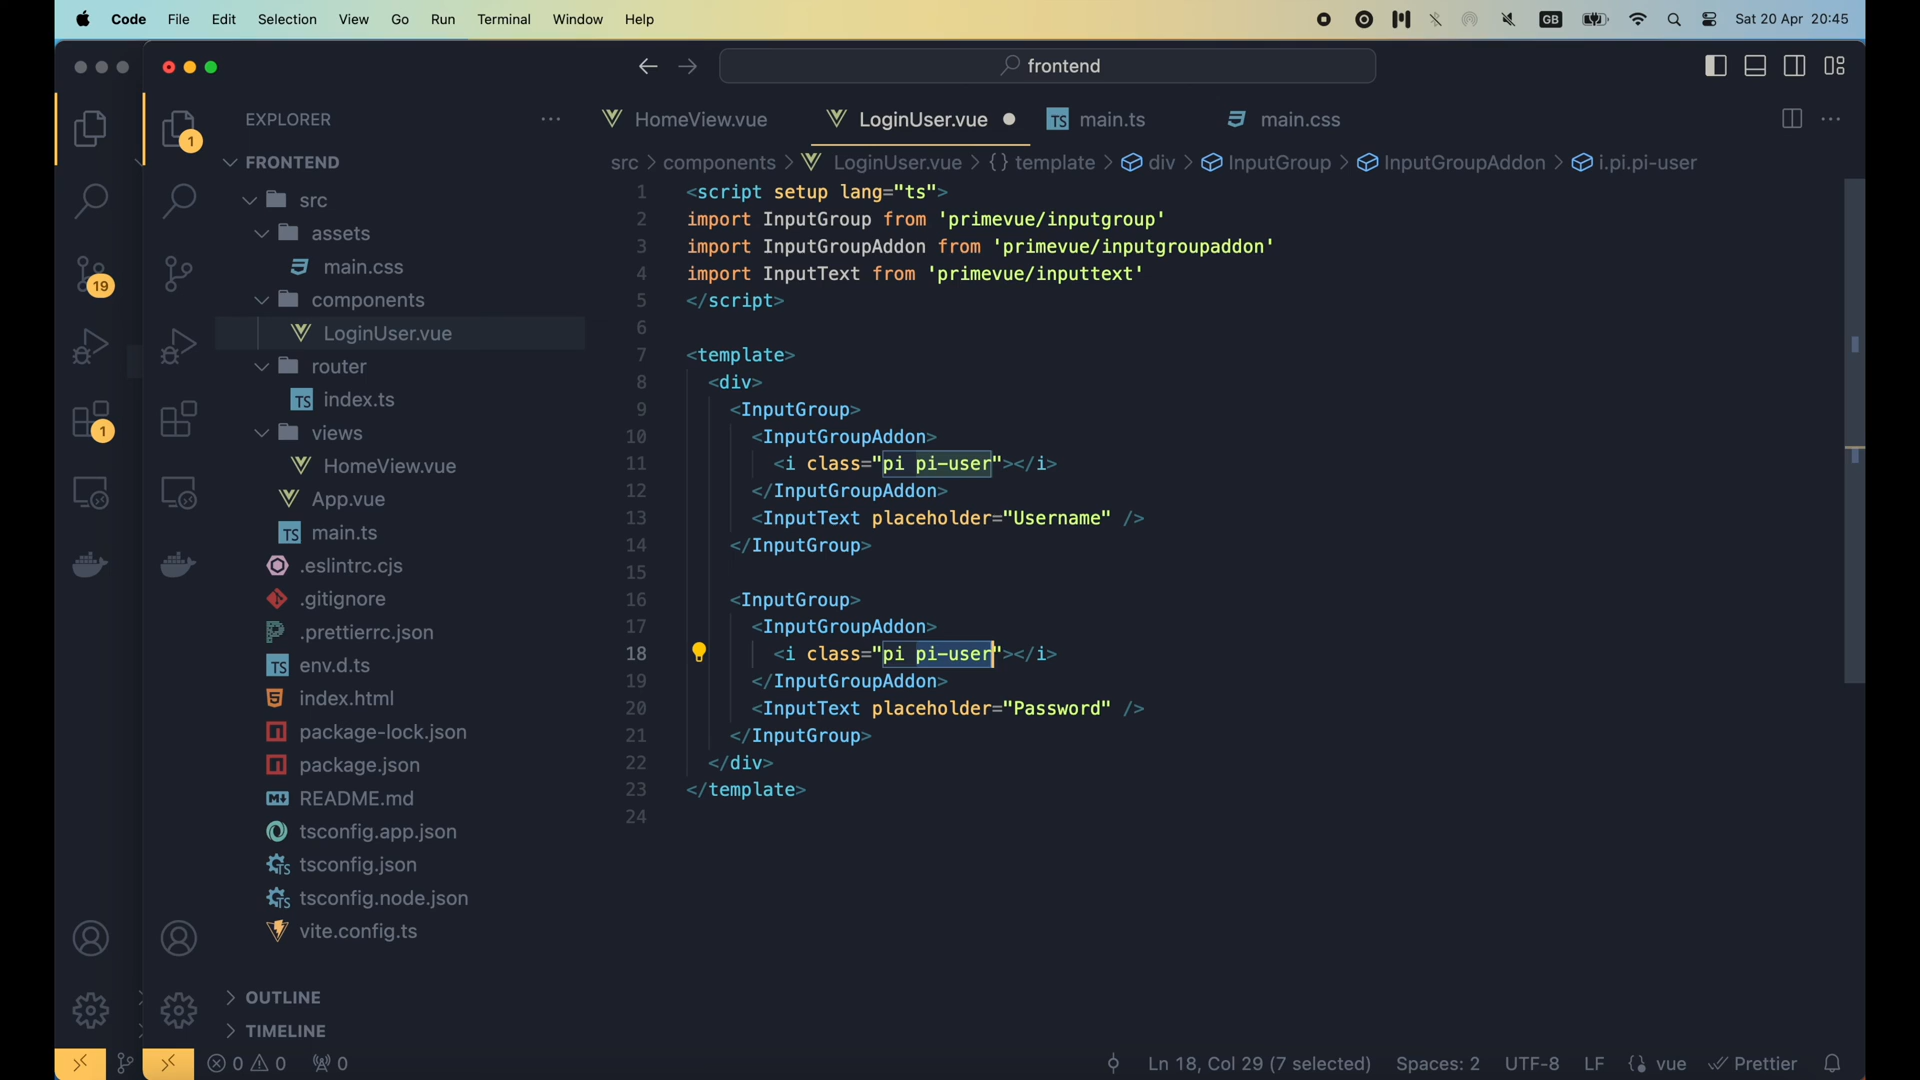 Code File Edit Selection View Go Run Terminal Window Help GB Sat 20 Apr 20:45
frontend
EXPLORER
HomeView.vue LoginUser.vue TS main.ts main.css
FRONTEND
src > components > LoginUser.vue > {} template > div > InputGroup > InputGroupAddon > i.pi.pi-user
src
assets
main.css
components
LoginUser.vue
router
TS index.ts
views
HomeView.vue
App.vue
TS main.ts
.eslintrc.cjs
.gitignore
.prettierrc.json
TS env.d.ts
index.html
package-lock.json
package.json
README.md
tsconfig.app.json
tsconfig.json
tsconfig.node.json
vite.config.ts
OUTLINE
TIMELINE
1
19
1
1 <script setup lang="ts">
2 import InputGroup from 'primevue/inputgroup'
3 import InputGroupAddon from 'primevue/inputgroupaddon'
4 import InputText from 'primevue/inputtext'
5 </script>
6
7 <template>
8 <div>
9 <InputGroup>
10 <InputGroupAddon>
11 <i class="pi pi-user"></i>
12 </InputGroupAddon>
13 <InputText placeholder="Username" />
14 </InputGroup>
15
16 <InputGroup>
17 <InputGroupAddon>
18 <i class="pi pi-user"></i>
19 </InputGroupAddon>
20 <InputText placeholder="Password" />
21 </InputGroup>
22 </div>
23 </template>
24
0 0 0 Ln 18, Col 29 (7 selected) Spaces: 2 UTF-8 LF {} vue Prettier